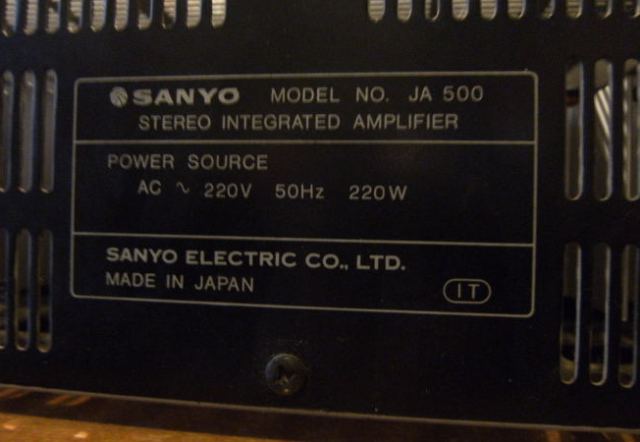 SANYO MODEL NO. JA 500
STEREO INTEGRATED AMPLIFIER
POWER SOURCE
AC ~ 220V 50Hz 220W
SANYO ELECTRIC CO., LTD.
MADE IN JAPAN
IT